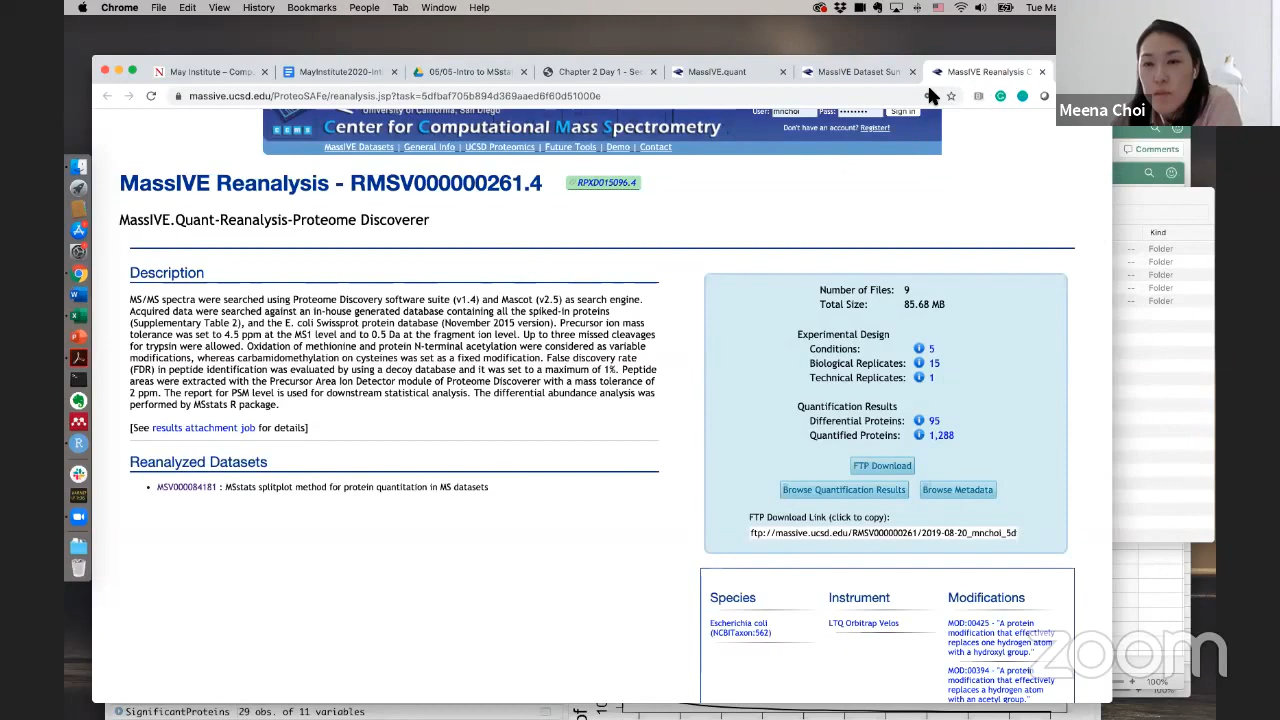 Chrome File Edit View History Bookmarks People Tab Window Help
Tu Ma
May Institute – Comp
MayInstitute2020-Int
05/05-Intro to MSstat
Chapter 2 Day 1 - Se
MassIVE.quant
MassIVE Dataset Sum
MassIVE Reanalysis C
massive.ucsd.edu/ProteoSAFe/reanalysis.jsp?task=5dfbaf705b894d369aaed6f60d51000e
Meena Choi
University of California, San Diego
User: mnchoi Pass: •••••••• Sign in
Center for Computational Mass Spectrometry
Don't have an account? Register!
MassIVE Datasets | General Info | UCSD Proteomics | Future Tools | Demo | Contact
Comments
MassIVE Reanalysis - RMSV000000261.4
RPXD015096.4
MassIVE.Quant-Reanalysis-Proteome Discoverer
Kind
-- Folder
-- Folder
-- Folder
-- Folder
-- Folder
Description
MS/MS spectra were searched using Proteome Discovery software suite (v1.4) and Mascot (v2.5) as search engine.
Acquired data were searched against an in-house generated database containing all the spiked-in proteins
(Supplementary Table 2), and the E. coli Swissprot protein database (November 2015 version). Precursor ion mass
tolerance was set to 4.5 ppm at the MS1 level and to 0.5 Da at the fragment ion level. Up to three missed cleavages
for trypsin were allowed. Oxidation of methionine and protein N-terminal acetylation were considered as variable
modifications, whereas carbamidomethylation on cysteines was set as a fixed modification. False discovery rate
(FDR) in peptide identification was evaluated by using a decoy database and it was set to a maximum of 1%. Peptide
areas were extracted with the Precursor Area Ion Detector module of Proteome Discoverer with a mass tolerance of
2 ppm. The report for PSM level is used for downstream statistical analysis. The differential abundance analysis was
performed by MSstats R package.
[See results attachment job for details]
Reanalyzed Datasets
• MSV000084181 : MSstats splitplot method for protein quantitation in MS datasets
Number of Files: 9
Total Size: 85.68 MB
Experimental Design
Conditions: 5
Biological Replicates: 15
Technical Replicates: 1
Quantification Results
Differential Proteins: 95
Quantified Proteins: 1,288
FTP Download
Browse Quantification Results Browse Metadata
FTP Download Link (click to copy):
ftp://massive.ucsd.edu/RMSV000000261/2019-08-20_mnchoi_5d
Species Instrument Modifications
Escherichia coli
(NCBITaxon:562)
LTQ Orbitrap Velos
MOD:00425 - "A protein
modification that effectively
replaces one hydrogen atom
with a hydroxyl group."
MOD:00394 - "A protein
modification that effectively
replaces a hydrogen atom
with an acetyl group."
zoom
100%
100%
SignificantProteins 29 obs. of 11 variables